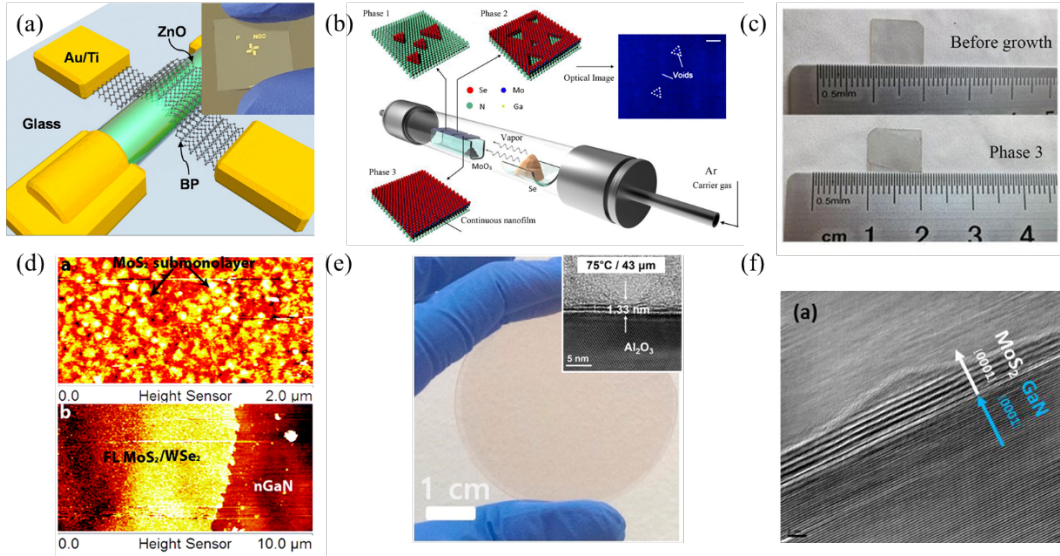 (a)
ZnO
P NGO
Au/Ti
Glass
BP
(b)
Phase 1
Phase 2
Optical Image
Voids
Se Mo
N Ga
Vapor
MoO₃
Se
Ar
Carrier gas
Phase 3
Continuous nanofilm
(c)
Before growth
0.5mm
5
Phase 3
0.5mm
cm 1 2 3 4
(d)
a
MoS₂ submonolayer
0.0 Height Sensor 2.0 µm
b
FL MoS₂/WSe₂
nGaN
0.0 Height Sensor 10.0 µm
(e)
75°C / 43 µm
1.33 nm
Al₂O₃
5 nm
1 cm
(f)
(a)
MoS₂
[0001]
GaN
[0001]